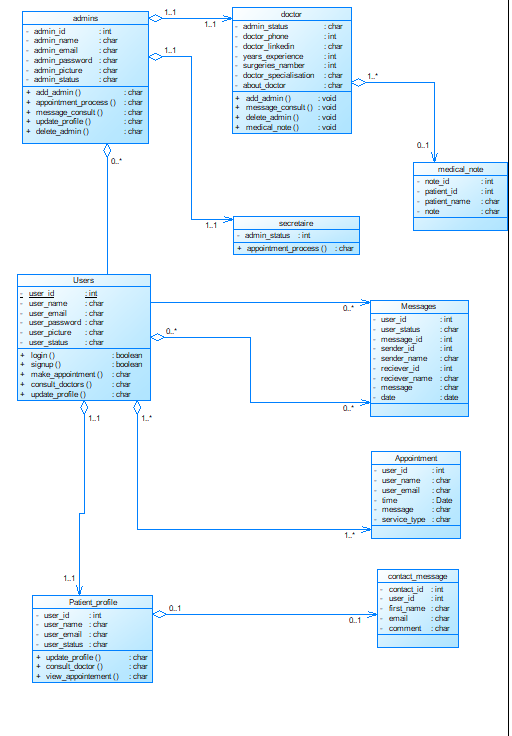 admins
- admin_id : int
- admin_name : char
- admin_email : char
- admin_password : char
- admin_picture : char
- admin_status : char
+ add_admin () : char
+ appointment_process () : char
+ message_consult () : char
+ update_profile () : char
+ delete_admin () : char
1..1
1..1
1..1
1..1
0..*
doctor
- admin_status : char
- doctor_phone : int
- doctor_linkedin : char
- years_experience : int
- surgeries_namber : int
- doctor_specialisation : char
- about_doctor : char
+ add_admin () : void
+ message_consult () : void
+ delete_admin () : void
+ medical_note () : void
1..*
0..1
medical_note
- note_id : int
- patient_id : int
- patient_name : char
- note : char
secretaire
- admin_status : int
+ appointment_process () : char
Users
- user_id : int
- user_name : char
- user_email : char
- user_password : char
- user_picture : char
- user_status : char
+ login () : boolean
+ signup () : boolean
+ make_appointment () : char
+ consult_doctors () : char
+ update_profile () : char
0..*
0..*
0..*
1..1
1..*
1..1
1..*
Messages
- user_id : int
- user_status : char
- message_id : int
- sender_id : int
- sender_name : char
- reciever_id : int
- reciever_name : char
- message : char
- date : date
Appointment
- user_id : int
- user_name : char
- user_email : char
- time : Date
- message : char
- service_type : char
Patient_profile
- user_id : int
- user_name : char
- user_email : char
- user_status : char
+ update_profile () : char
+ consult_doctor () : char
+ view_appointement () : char
0..1
0..1
contact_message
- contact_id : int
- user_id : int
- first_name : char
- email : char
- comment : char